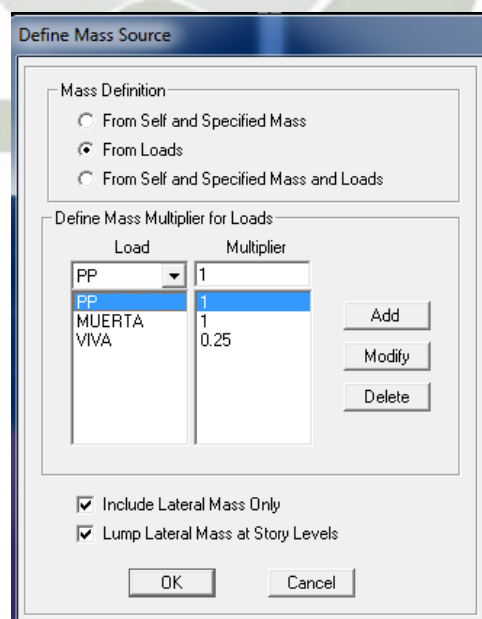 Define Mass Source
Mass Definition
From Self and Specified Mass
From Loads
From Self and Specified Mass and Loads
Define Mass Multiplier for Loads
Load Multiplier
PP 1
PP 1
MUERTA 1
VIVA 0.25
Add
Modify
Delete
Include Lateral Mass Only
Lump Lateral Mass at Story Levels
OK Cancel